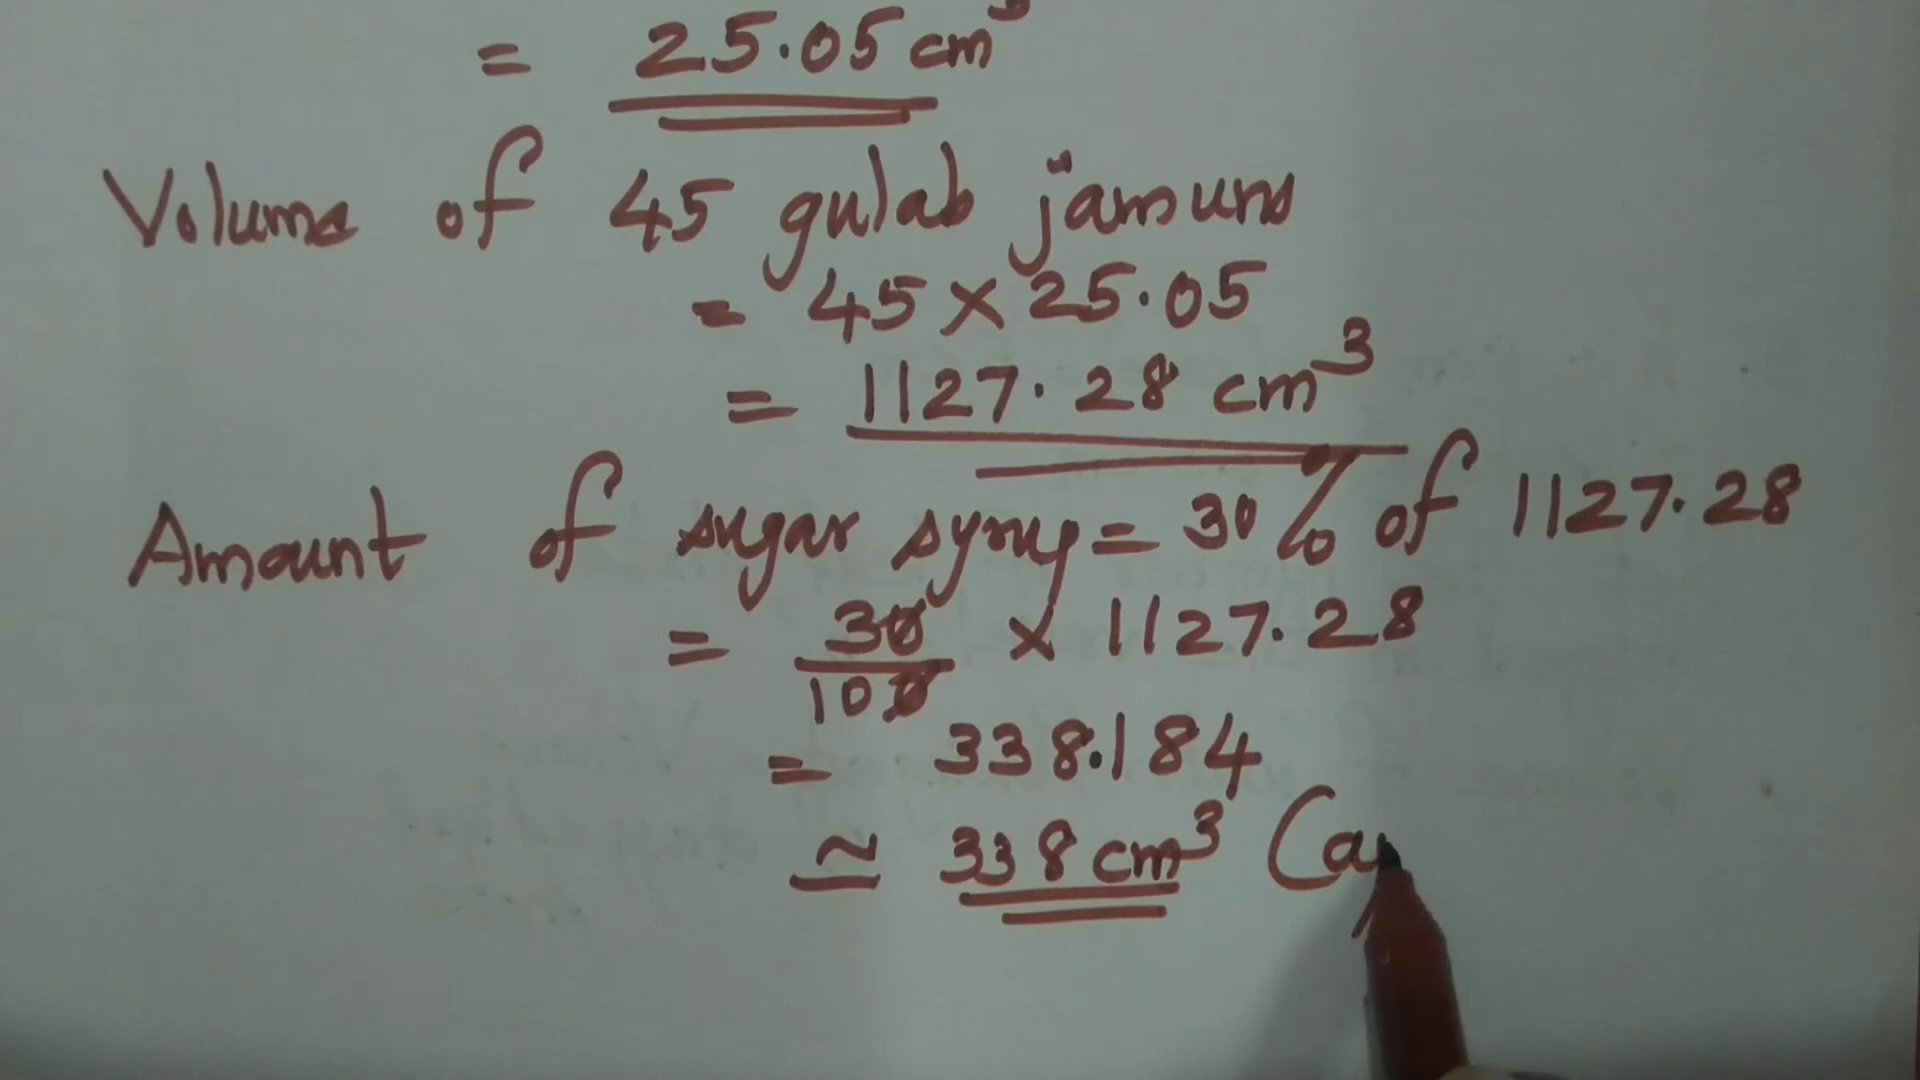 = 25.05 cm³
Volume of 45 gulab jamuns
= 45 × 25.05
= 1127.28 cm³
Amount of sugar syrup = 30% of 1127.28
= 30/100 × 1127.28
= 338.184
≃ 338 cm³ (ap